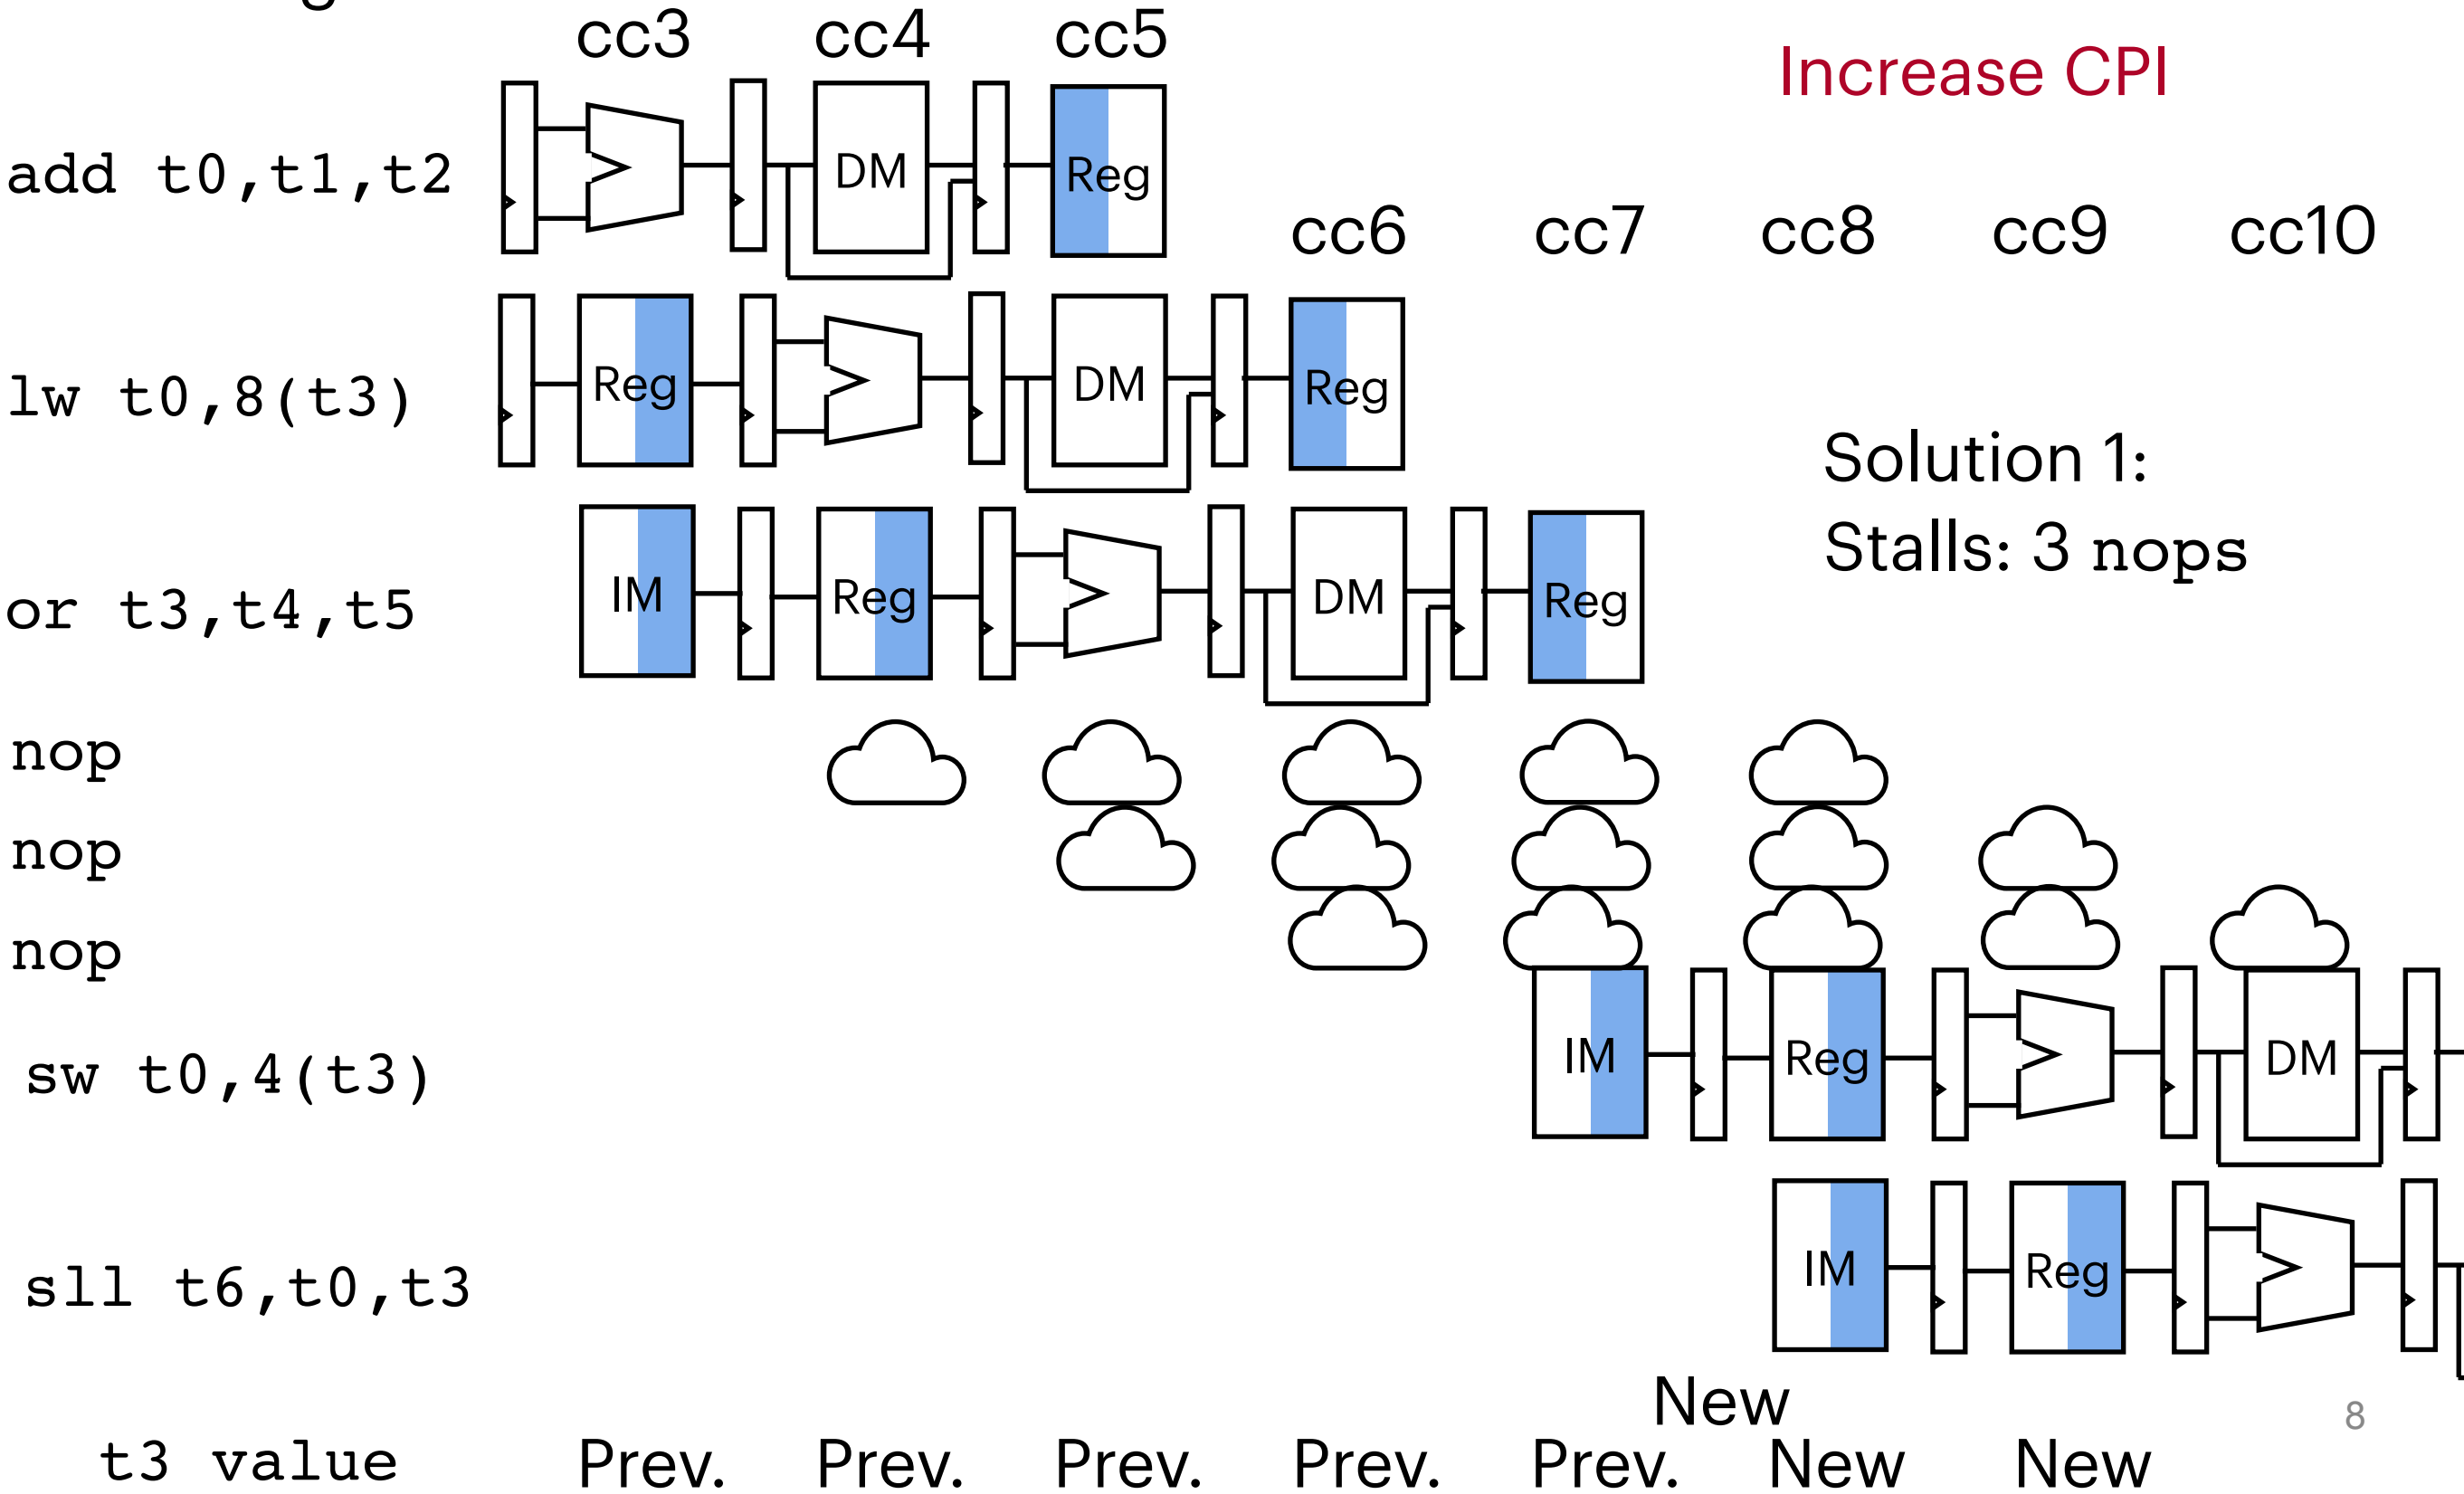 cc3 cc4 cc5
Increase CPI
add t0,t1,t2
DM Reg
cc6 cc7 cc8 cc9 cc10
lw t0,8(t3)
Reg DM Reg
Solution 1:
Stalls: 3 nops
or t3,t4,t5
IM Reg DM Reg
nop
nop
nop
sw t0,4(t3)
IM Reg DM
sll t6,t0,t3
IM Reg
New
8
t3 value Prev. Prev. Prev. Prev. Prev. New New